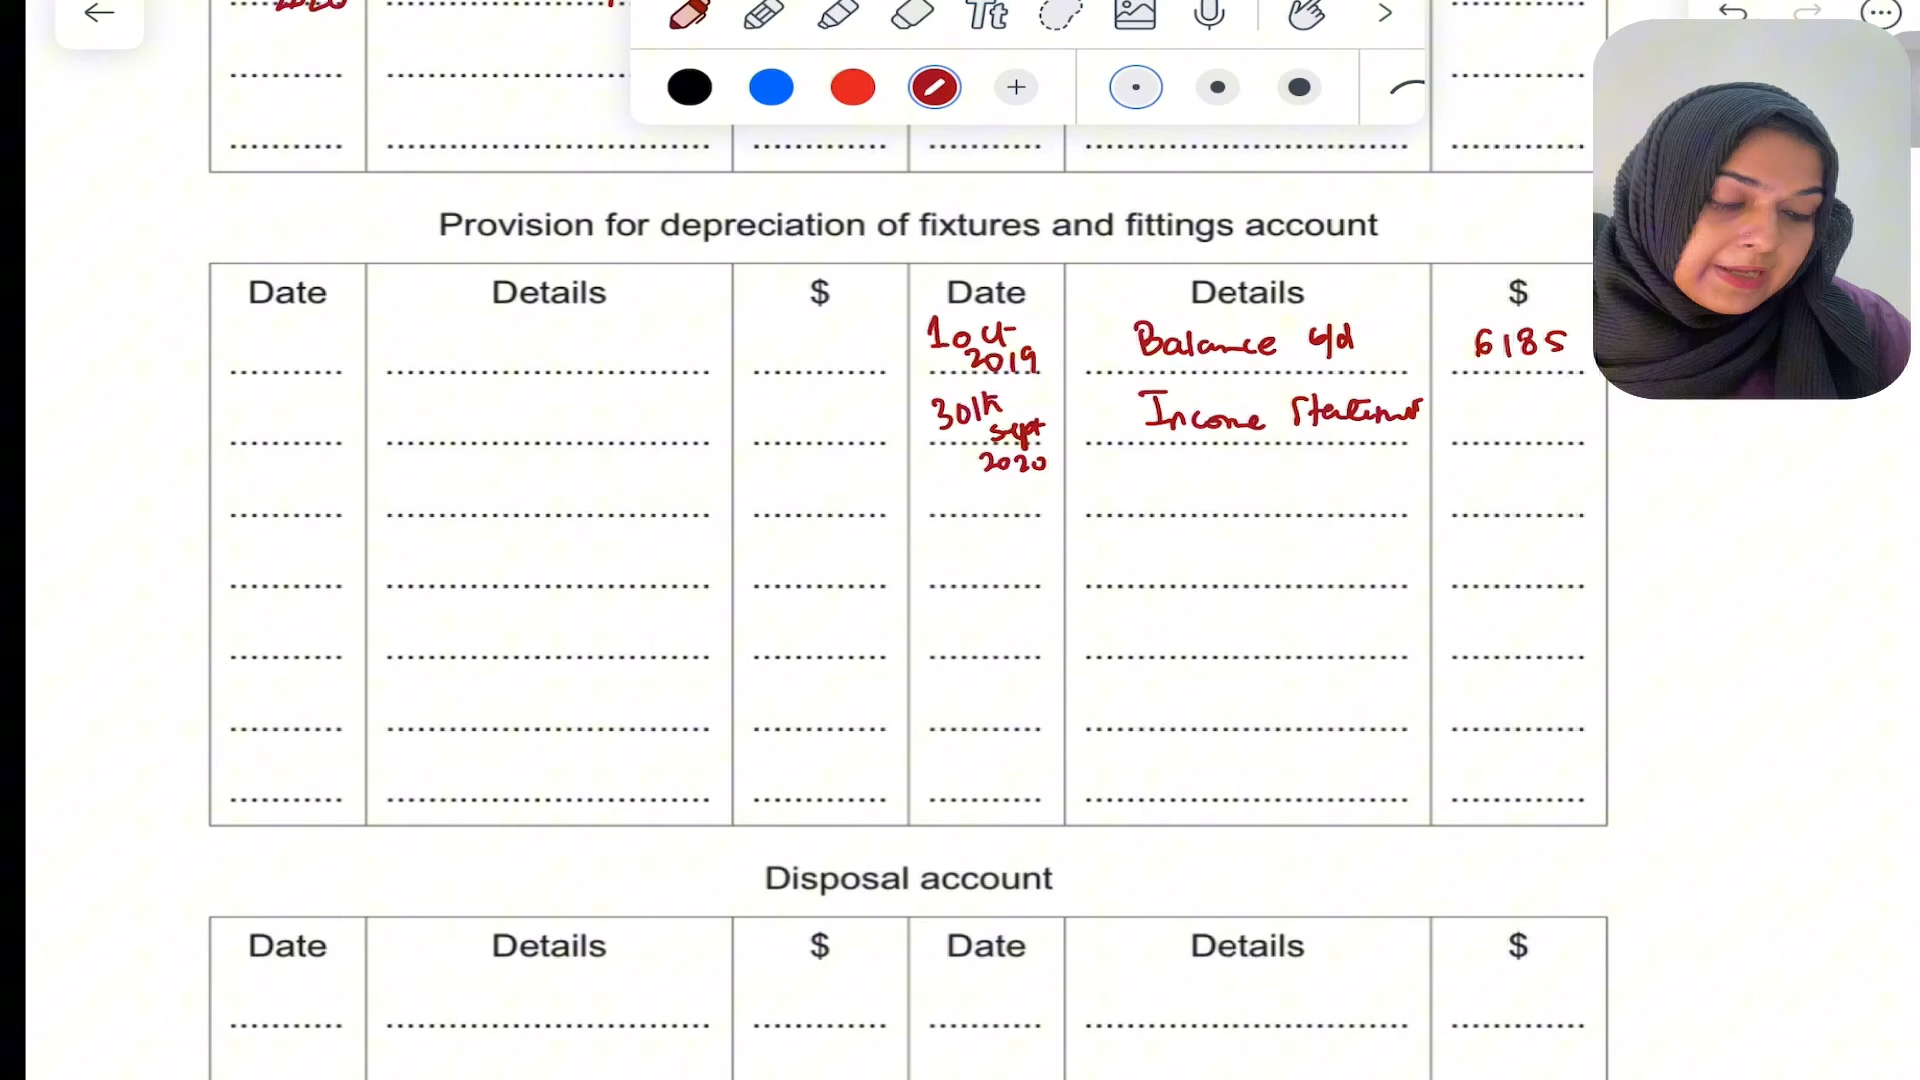 Tt
Provision for depreciation of fixtures and fittings account
Date Details $ Date Details $
1 Oct 2019 Balance b/d 6185
30th Sept 2020 Income Statement
Disposal account
Date Details $ Date Details $